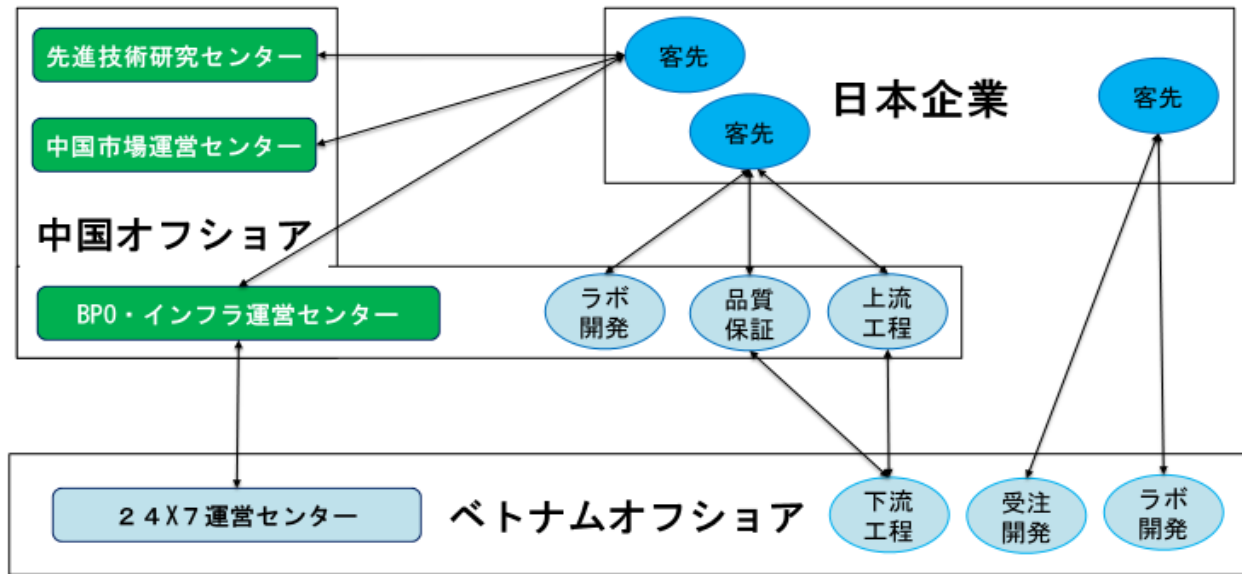 先進技術研究センター
客先
日本企業
客先
客先
中国市場運営センター
中国オフショア
BPO・インフラ運営センター
ラボ
開発
品質
保証
上流
工程
２４X７運営センター
ベトナムオフショア
下流
工程
受注
開発
ラボ
開発